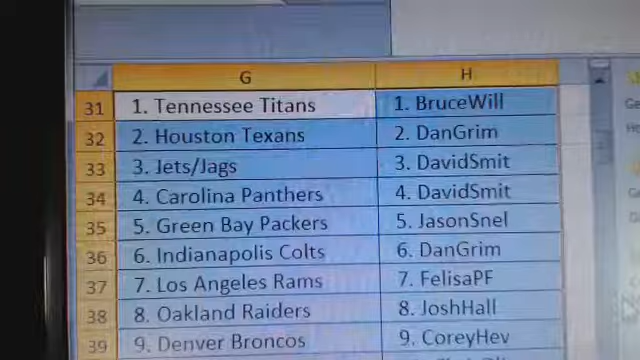 G H
31 1. Tennessee Titans 1. BruceWill
32 2. Houston Texans 2. DanGrim
33 3. Jets/Jags 3. DavidSmit
34 4. Carolina Panthers 4. DavidSmit
35 5. Green Bay Packers 5. JasonSnel
36 6. Indianapolis Colts 6. DanGrim
37 7. Los Angeles Rams 7. FelisaPF
38 8. Oakland Raiders 8. JoshHall
39 9. Denver Broncos 9. CoreyHev